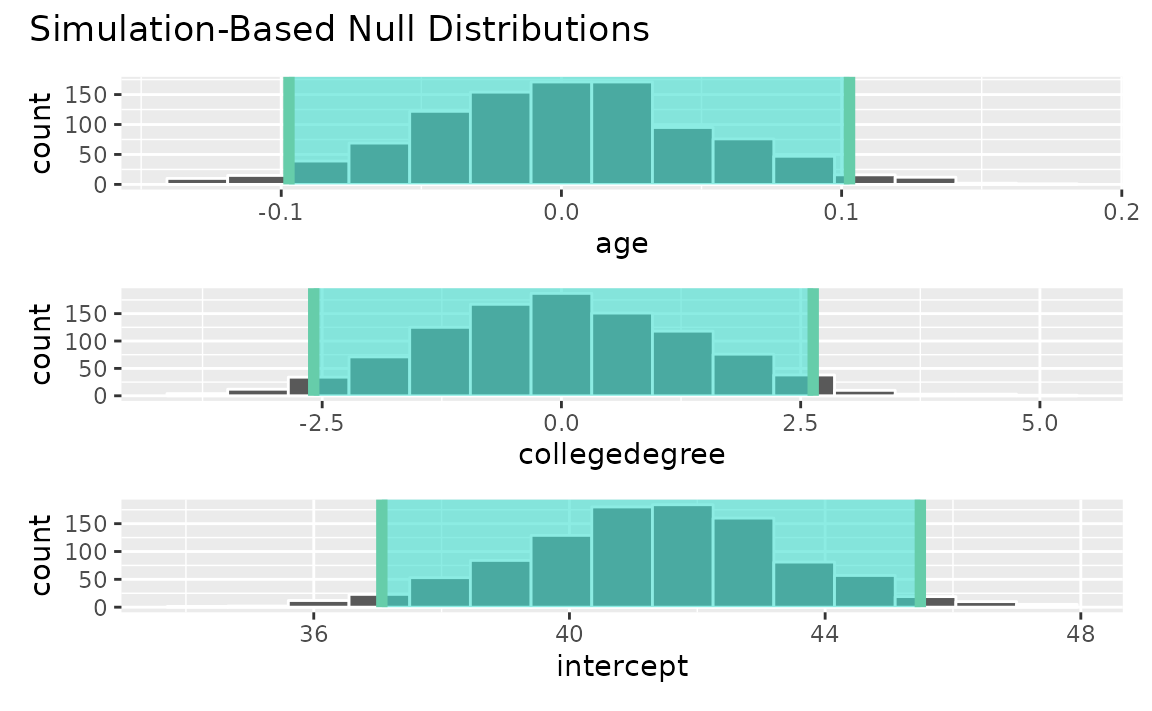 Simulation-Based Null Distributions
count
150
100
50
0
-0.1 0.0 0.1 0.2
age
count
150
100
50
0
-2.5 0.0 2.5 5.0
collegedegree
count
150
100
50
0
36 40 44 48
intercept